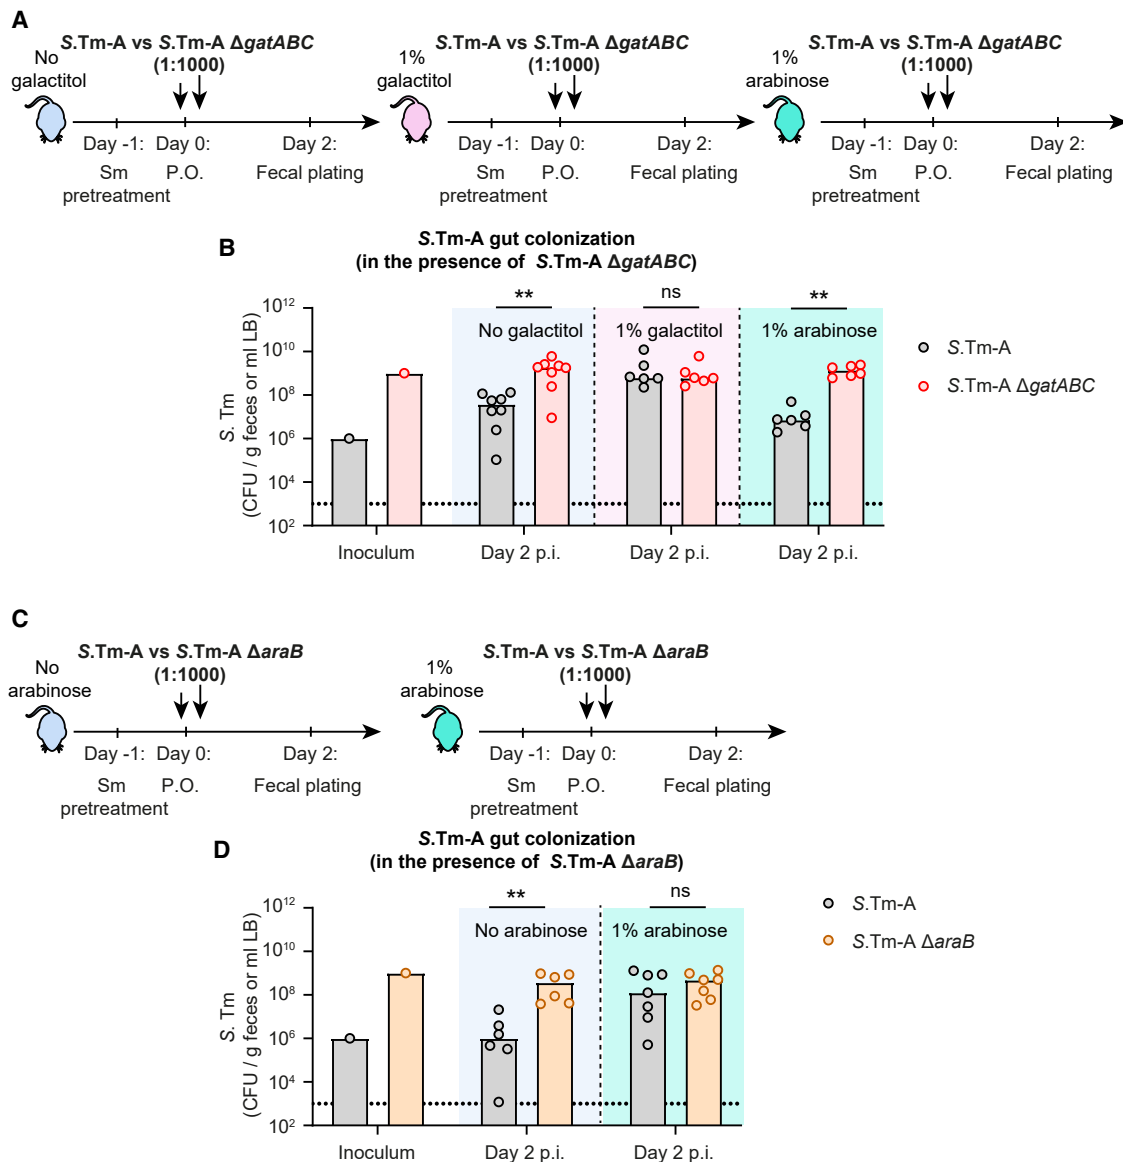 A
S.Tm-A vs S.Tm-A ΔgatABC
(1:1000)
No
galactitol
Day -1:
Day 0:
Day 2:
Sm
pretreatment
P.O.
Fecal plating
S.Tm-A vs S.Tm-A ΔgatABC
(1:1000)
1%
galactitol
Day -1:
Day 0:
Day 2:
Sm
pretreatment
P.O.
Fecal plating
S.Tm-A vs S.Tm-A ΔgatABC
(1:1000)
1%
arabinose
Day -1:
Day 0:
Day 2:
Sm
pretreatment
P.O.
Fecal plating
B
S.Tm-A gut colonization
(in the presence of S.Tm-A ΔgatABC)
S. Tm
(CFU / g feces or ml LB)
10¹²
10¹⁰
10⁸
10⁶
10⁴
10²
**
ns
**
No galactitol
1% galactitol
1% arabinose
Inoculum
Day 2 p.i.
Day 2 p.i.
Day 2 p.i.
S.Tm-A
S.Tm-A ΔgatABC
C
S.Tm-A vs S.Tm-A ΔaraB
(1:1000)
No
arabinose
Day -1:
Day 0:
Day 2:
Sm
pretreatment
P.O.
Fecal plating
S.Tm-A vs S.Tm-A ΔaraB
(1:1000)
1%
arabinose
Day -1:
Day 0:
Day 2:
Sm
pretreatment
P.O.
Fecal plating
D
S.Tm-A gut colonization
(in the presence of S.Tm-A ΔaraB)
S. Tm
(CFU / g feces or ml LB)
10¹²
10¹⁰
10⁸
10⁶
10⁴
10²
**
ns
No arabinose
1% arabinose
Inoculum
Day 2 p.i.
Day 2 p.i.
S.Tm-A
S.Tm-A ΔaraB